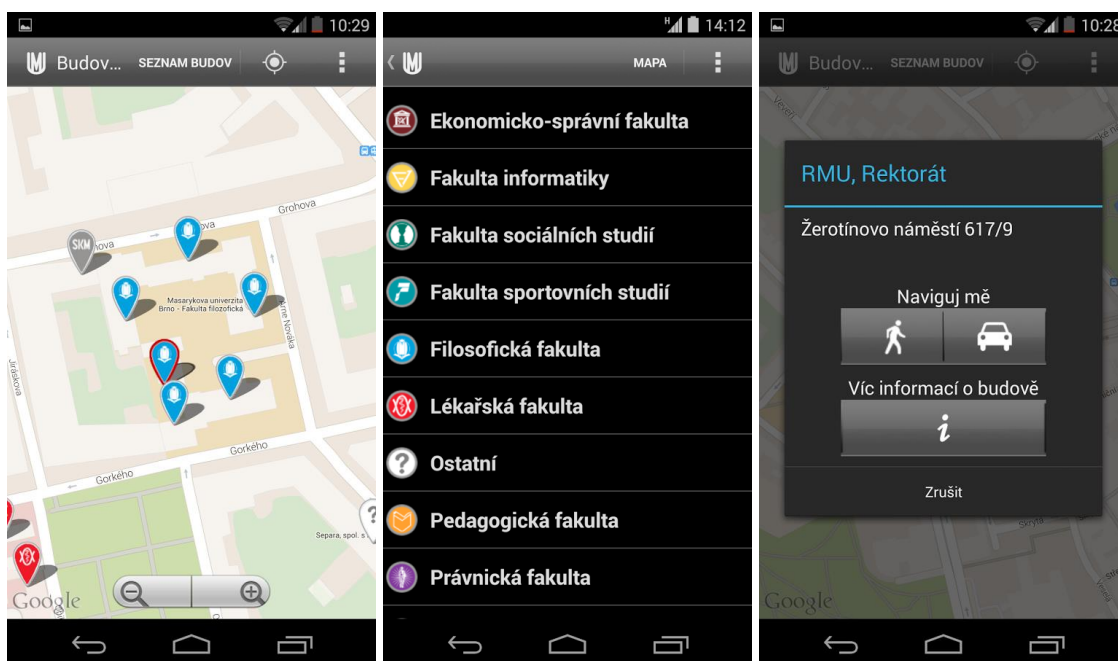 10:29
Budov... SEZNAM BUDOV
Grohova
SKM
ova
Masarykova univerzita
Brno - Fakulta filozofická
Arne Nováka
Jiráskova
Gorkého
Gorkého
?
Separa, spol. s
Google
H 14:12
MAPA
Ekonomicko-správní fakulta
Fakulta informatiky
Fakulta sociálních studií
Fakulta sportovních studií
Filosofická fakulta
Lékařská fakulta
? Ostatní
Pedagogická fakulta
Právnická fakulta
10:28
Budov... SEZNAM BUDOV
Veveří
RMU, Rektorát
Žerotínovo náměstí 617/9
Naviguj mě
Víc informací o budově
i
Zrušit
Skrytá
Google